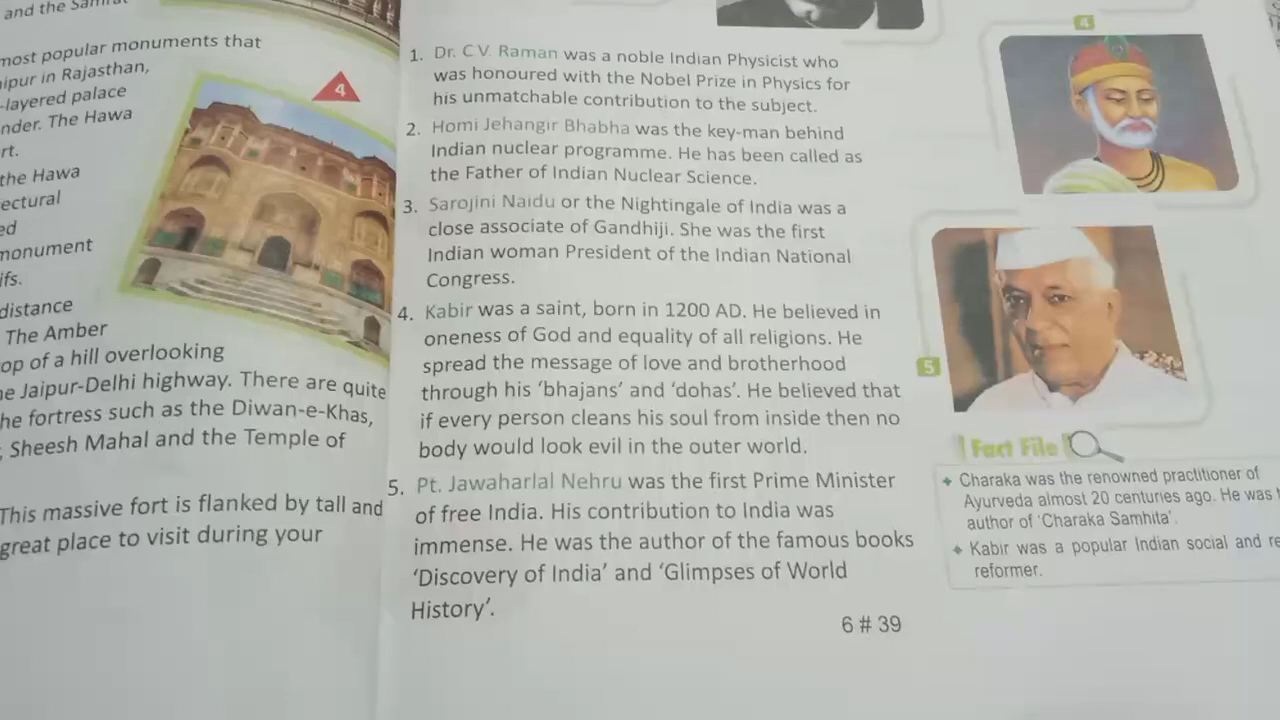 and the Samrat
most popular monuments that
in Rajasthan,
-layered palace
The Hawa
the Hawa
monument
distance
The Amber
of a hill overlooking
Jaipur-Delhi highway. There are quite
he fortress such as the Diwan-e-Khas,
Sheesh Mahal and the Temple of
This massive fort is flanked by tall and
great place to visit during your
4
1. Dr. C.V. Raman was a noble Indian Physicist who
was honoured with the Nobel Prize in Physics for
his unmatchable contribution to the subject.
2. Homi Jehangir Bhabha was the key-man behind
Indian nuclear programme. He has been called as
the Father of Indian Nuclear Science.
3. Sarojini Naidu or the Nightingale of India was a
close associate of Gandhiji. She was the first
Indian woman President of the Indian National
Congress.
4. Kabir was a saint, born in 1200 AD. He believed in
oneness of God and equality of all religions. He
spread the message of love and brotherhood
through his ‘bhajans’ and ‘dohas’. He believed that
if every person cleans his soul from inside then no
body would look evil in the outer world.
5. Pt. Jawaharlal Nehru was the first Prime Minister
of free India. His contribution to India was
immense. He was the author of the famous books
‘Discovery of India’ and ‘Glimpses of World
History’.
6 # 39
4
5
Fact File
Charaka was the renowned practitioner of
Ayurveda almost 20 centuries ago. He was
author of ‘Charaka Samhita’.
Kabir was a popular Indian social and
reformer.